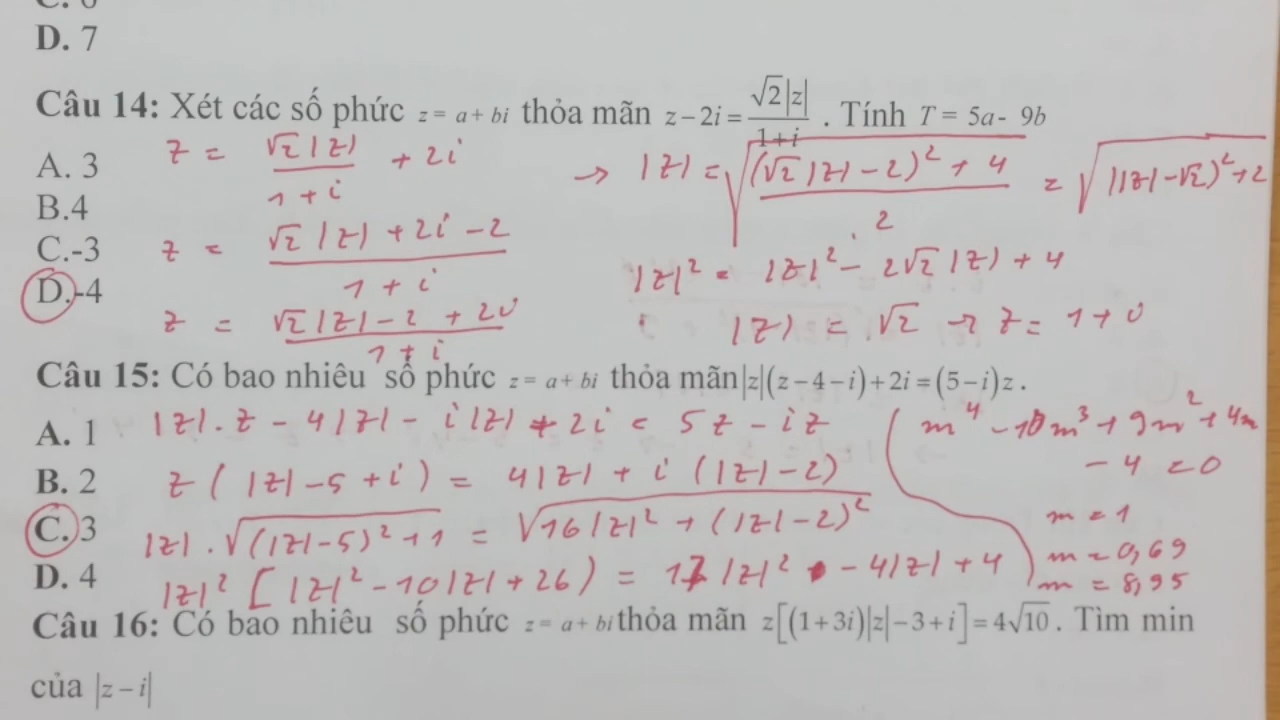 D. 7
Câu 14: Xét các số phức z = a + bi thỏa mãn z - 2i = √2|z| / 1+i . Tính T = 5a - 9b
A. 3
z = √2|z| / 1+i + 2i
→ |z| = √((√2|z| - 2)² + 4 / 2) = √((|z| - √2)² + 2
B.4
C.-3
z = √2|z| + 2i - 2 / 1+i
|z|² = |z|² - 2√2|z| + 4
D.-4
z = √2|z| - 2 + 2i / 1+i
|z| = √2 → z = 1+i
Câu 15: Có bao nhiêu số phức z = a + bi thỏa mãn |z|(z-4-i)+2i=(5-i)z.
A. 1
|z|.z - 4|z| - i|z| + 2i = 5z - iz
m⁴ - 10m³ + 9m² + 4m
- 4 = 0
B. 2
z(|z| - 5 + i) = 4|z| + i(|z| - 2)
C. 3
|z|.√((|z|-5)² + 1) = √(16|z|² + (|z| - 2)²)
m = 1
m = 0,69
m = 8,95
D. 4
|z|²[|z|² - 10|z| + 26) = 17|z|² - 4|z| + 4
Câu 16: Có bao nhiêu số phức z = a + bi thỏa mãn z[(1+3i)|z|-3+i]=4√10. Tìm min
của |z-i|